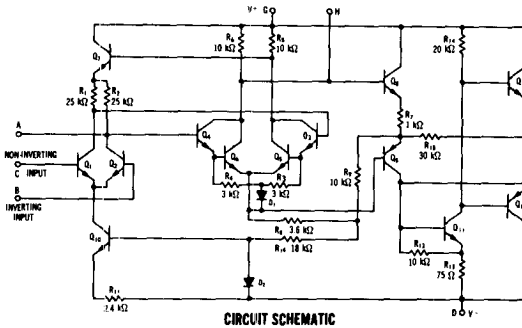 V+ G
H
R6
10 kΩ
R5
10 kΩ
R14
20 kΩ
Q7
Q8
R1
25 kΩ
R2
25 kΩ
R7
1 kΩ
A
Q4
Q3
R15
30 kΩ
NON-INVERTING
C INPUT
Q1
Q2
Q9
R9
10 kΩ
R4
3 kΩ
R3
3 kΩ
D1
B
INVERTING
INPUT
R8
3.6 kΩ
R16
18 kΩ
Q10
Q11
R13
10 kΩ
R12
75 Ω
D2
R11
2.4 kΩ
D V-
CIRCUIT SCHEMATIC